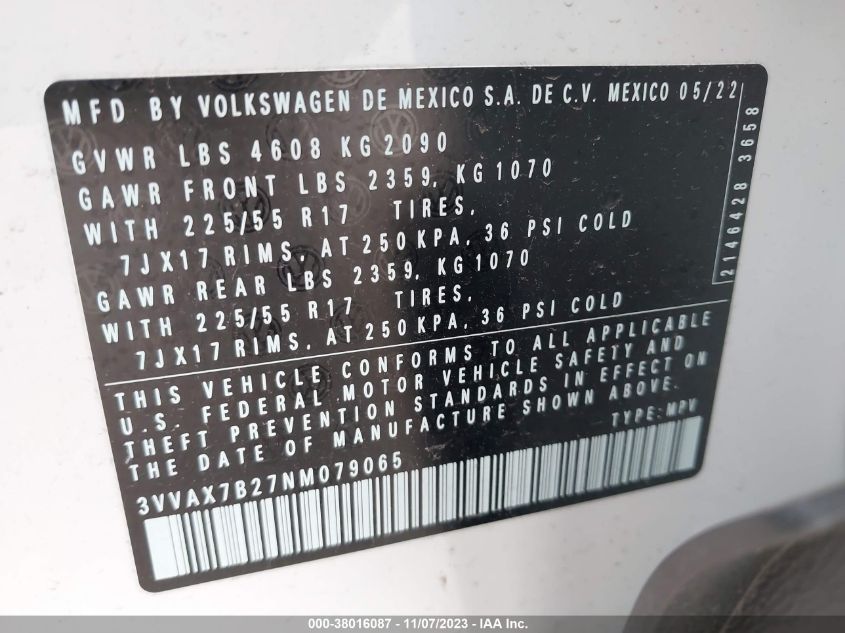 MFD BY VOLKSWAGEN DE MEXICO S.A. DE C.V. MEXICO 05/22
GVWR LBS 4608 KG 2090
GAWR FRONT LBS 2359, KG 1070
WITH 225/55 R17 TIRES,
7JX17 RIMS, AT 250 KPA, 36 PSI COLD
GAWR REAR LBS 2359, KG 1070
WITH 225/55 R17 TIRES,
7JX17 RIMS, AT 250 KPA, 36 PSI COLD
2146428 3658
THIS VEHICLE CONFORMS TO ALL APPLICABLE
U.S. FEDERAL MOTOR VEHICLE SAFETY AND
THEFT PREVENTION STANDARDS IN EFFECT ON
THE DATE OF MANUFACTURE SHOWN ABOVE.
TYPE: MPV
3VVAX7B27NM079065
000-38016087 - 11/07/2023 - IAA Inc.